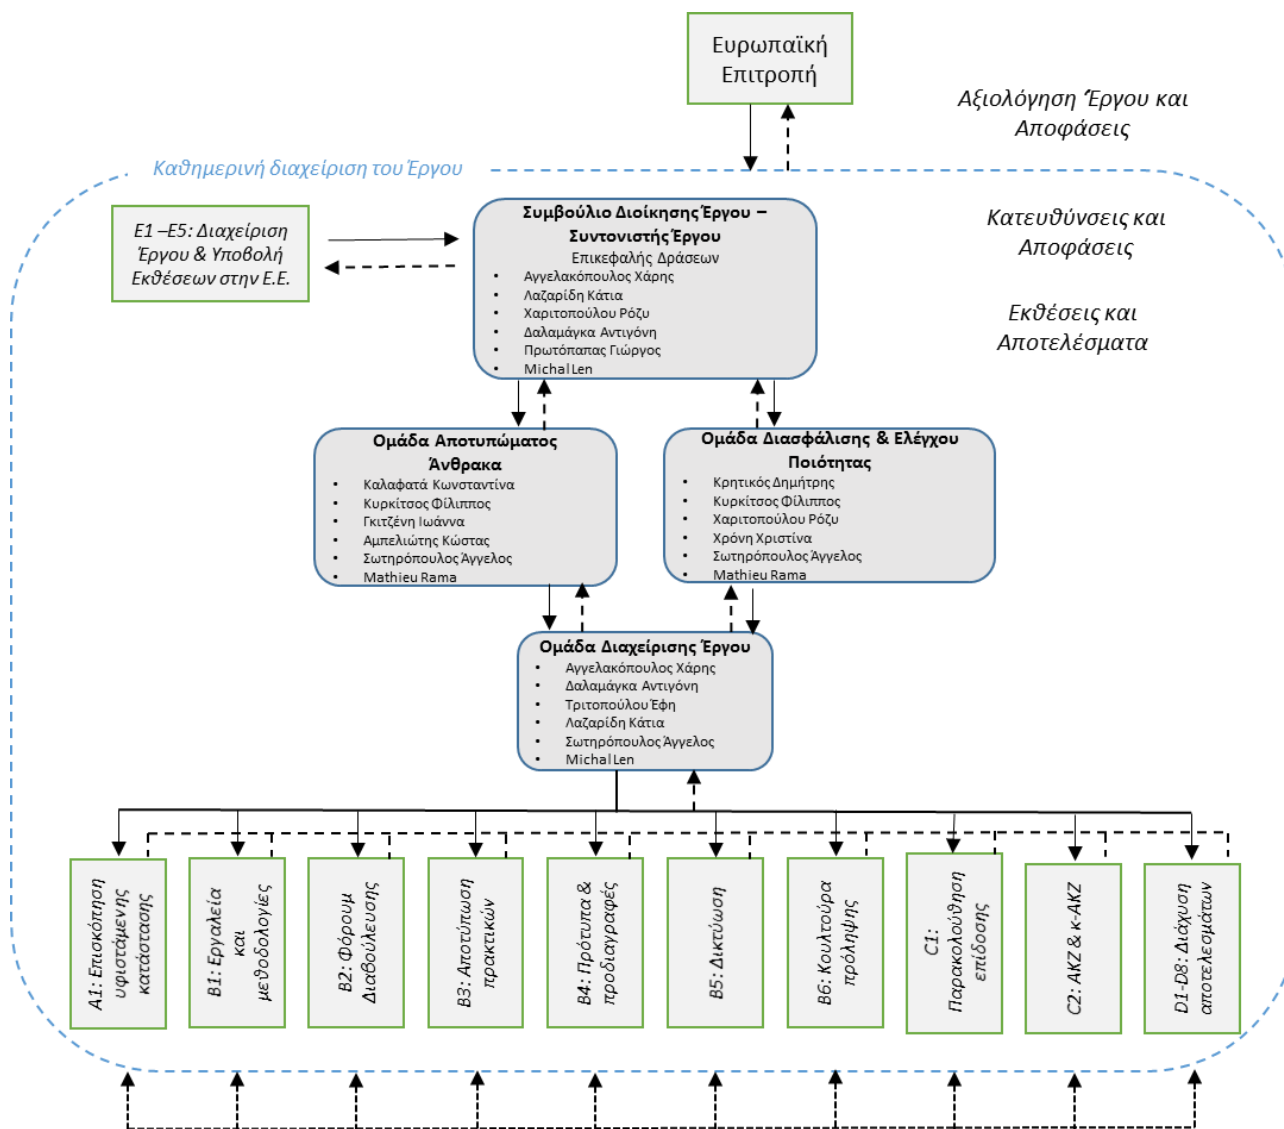 Ευρωπαϊκή
Επιτροπή
Αξιολόγηση Έργου και
Αποφάσεις
Καθημερινή διαχείριση του Έργου
Κατευθύνσεις και
Αποφάσεις
Εκθέσεις και
Αποτελέσματα
Ε1 –Ε5: Διαχείριση
Έργου & Υποβολή
Εκθέσεων στην Ε.Ε.
Συμβούλιο Διοίκησης Έργου –
Συντονιστής Έργου
Επικεφαλής Δράσεων
• Αγγελακόπουλος Χάρης
• Λαζαρίδη Κάτια
• Χαριτοπούλου Ρόζυ
• Δαλαμάγκα Αντιγόνη
• Πρωτόπαπας Γιώργος
• Michal Len
Ομάδα Αποτυπώματος
Άνθρακα
• Καλαφατά Κωνσταντίνα
• Κυρκίτσος Φίλιππος
• Γκιτζένη Ιωάννα
• Αμπελιώτης Κώστας
• Σωτηρόπουλος Άγγελος
• Mathieu Rama
Ομάδα Διασφάλισης & Ελέγχου
Ποιότητας
• Κρητικός Δημήτρης
• Κυρκίτσος Φίλιππος
• Χαριτοπούλου Ρόζυ
• Χρόνη Χριστίνα
• Σωτηρόπουλος Άγγελος
• Mathieu Rama
Ομάδα Διαχείρισης Έργου
• Αγγελακόπουλος Χάρης
• Δαλαμάγκα Αντιγόνη
• Τριτοπούλου Έφη
• Λαζαρίδη Κάτια
• Σωτηρόπουλος Άγγελος
• Michal Len
Α1: Επισκόπηση
υφιστάμενης
κατάστασης
Β1: Εργαλεία
και
μεθοδολογίες
Β2: Φόρουμ
Διαβούλευσης
Β3: Αποτύπωση
πρακτικών
Β4: Πρότυπα &
προδιαγραφές
Β5: Δικτύωση
Β6: Κουλτούρα
πρόληψης
C1:
Παρακολούθηση
επίδοσης
C2: ΑΚΖ & κ-ΑΚΖ
D1-D8: Διάχυση
αποτελεσμάτων